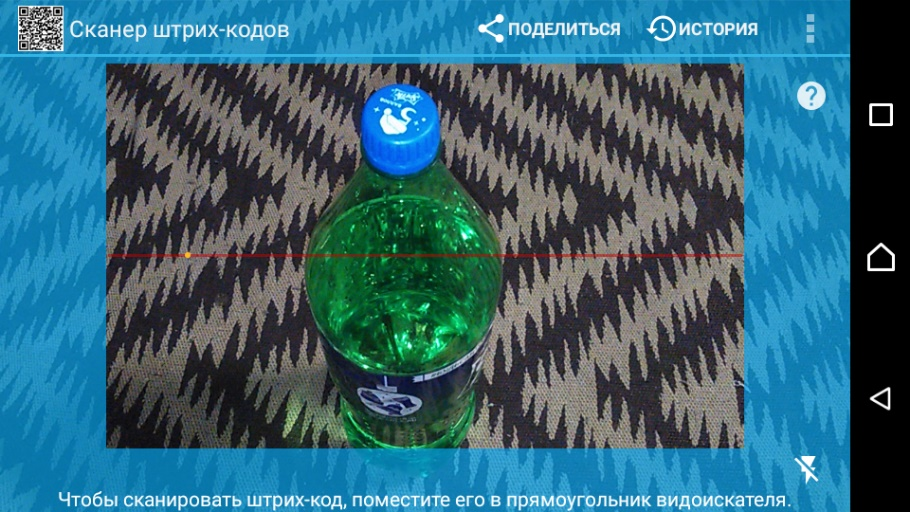 Сканер штрих-кодов
ПОДЕЛИТЬСЯ
ИСТОРИЯ
?
Чтобы сканировать штрих-код, поместите его в прямоугольник видоискателя.